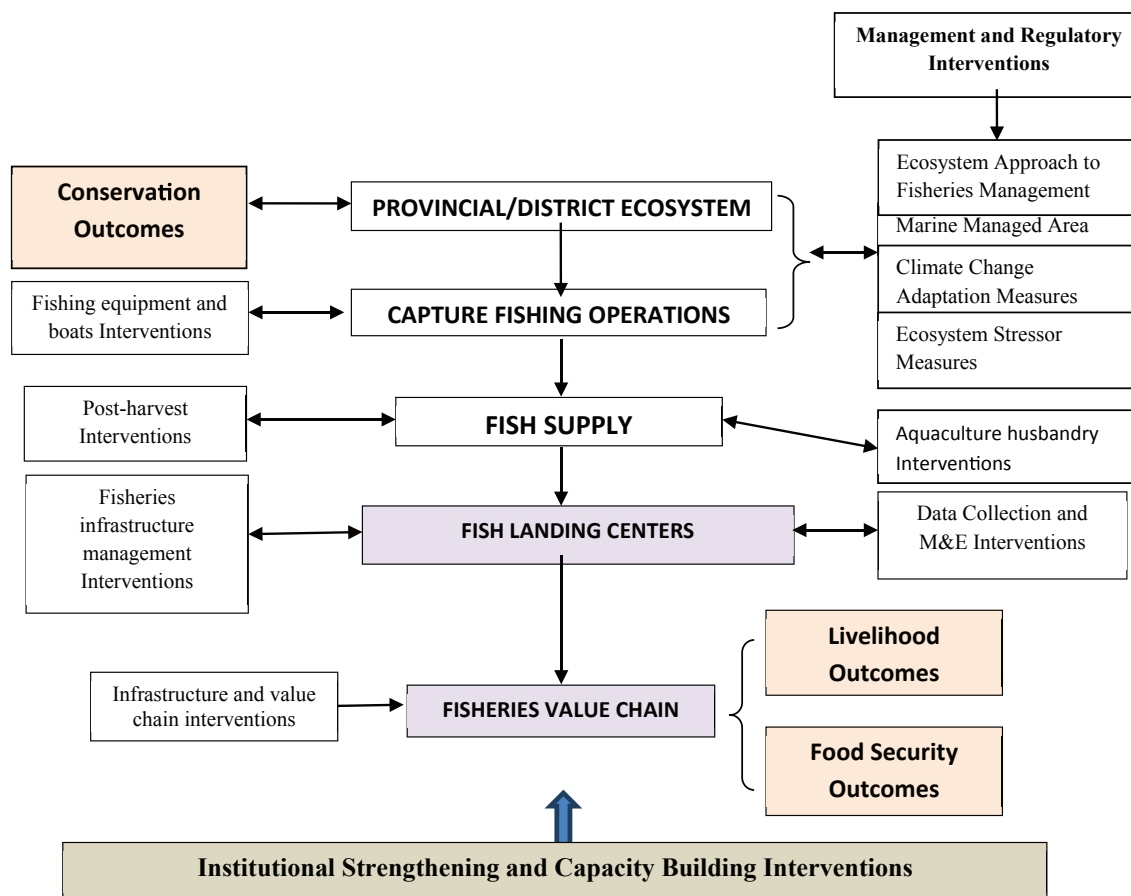 Management and Regulatory
Interventions
Ecosystem Approach to
Fisheries Management
Marine Managed Area
Climate Change
Adaptation Measures
Ecosystem Stressor
Measures
Conservation
Outcomes
PROVINCIAL/DISTRICT ECOSYSTEM
Fishing equipment and
boats Interventions
CAPTURE FISHING OPERATIONS
Post-harvest
Interventions
FISH SUPPLY
Aquaculture husbandry
Interventions
Fisheries
infrastructure
management
Interventions
FISH LANDING CENTERS
Data Collection and
M&E Interventions
Livelihood
Outcomes
Infrastructure and value
chain interventions
FISHERIES VALUE CHAIN
Food Security
Outcomes
Institutional Strengthening and Capacity Building Interventions